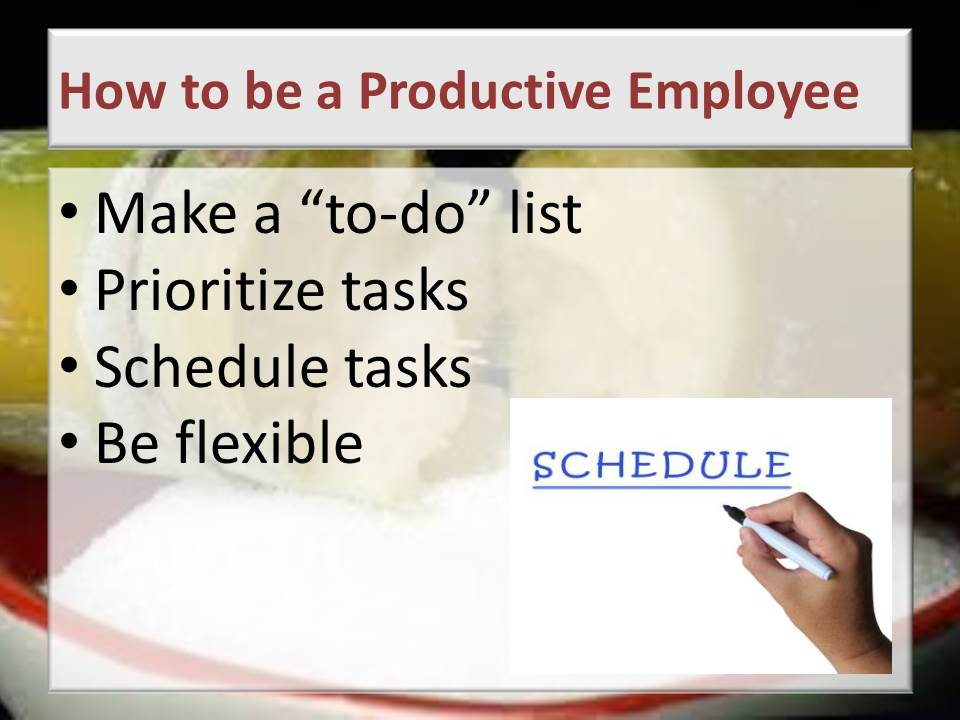 How to be a Productive Employee
• Make a “to-do” list
• Prioritize tasks
• Schedule tasks
• Be flexible
SCHEDULE